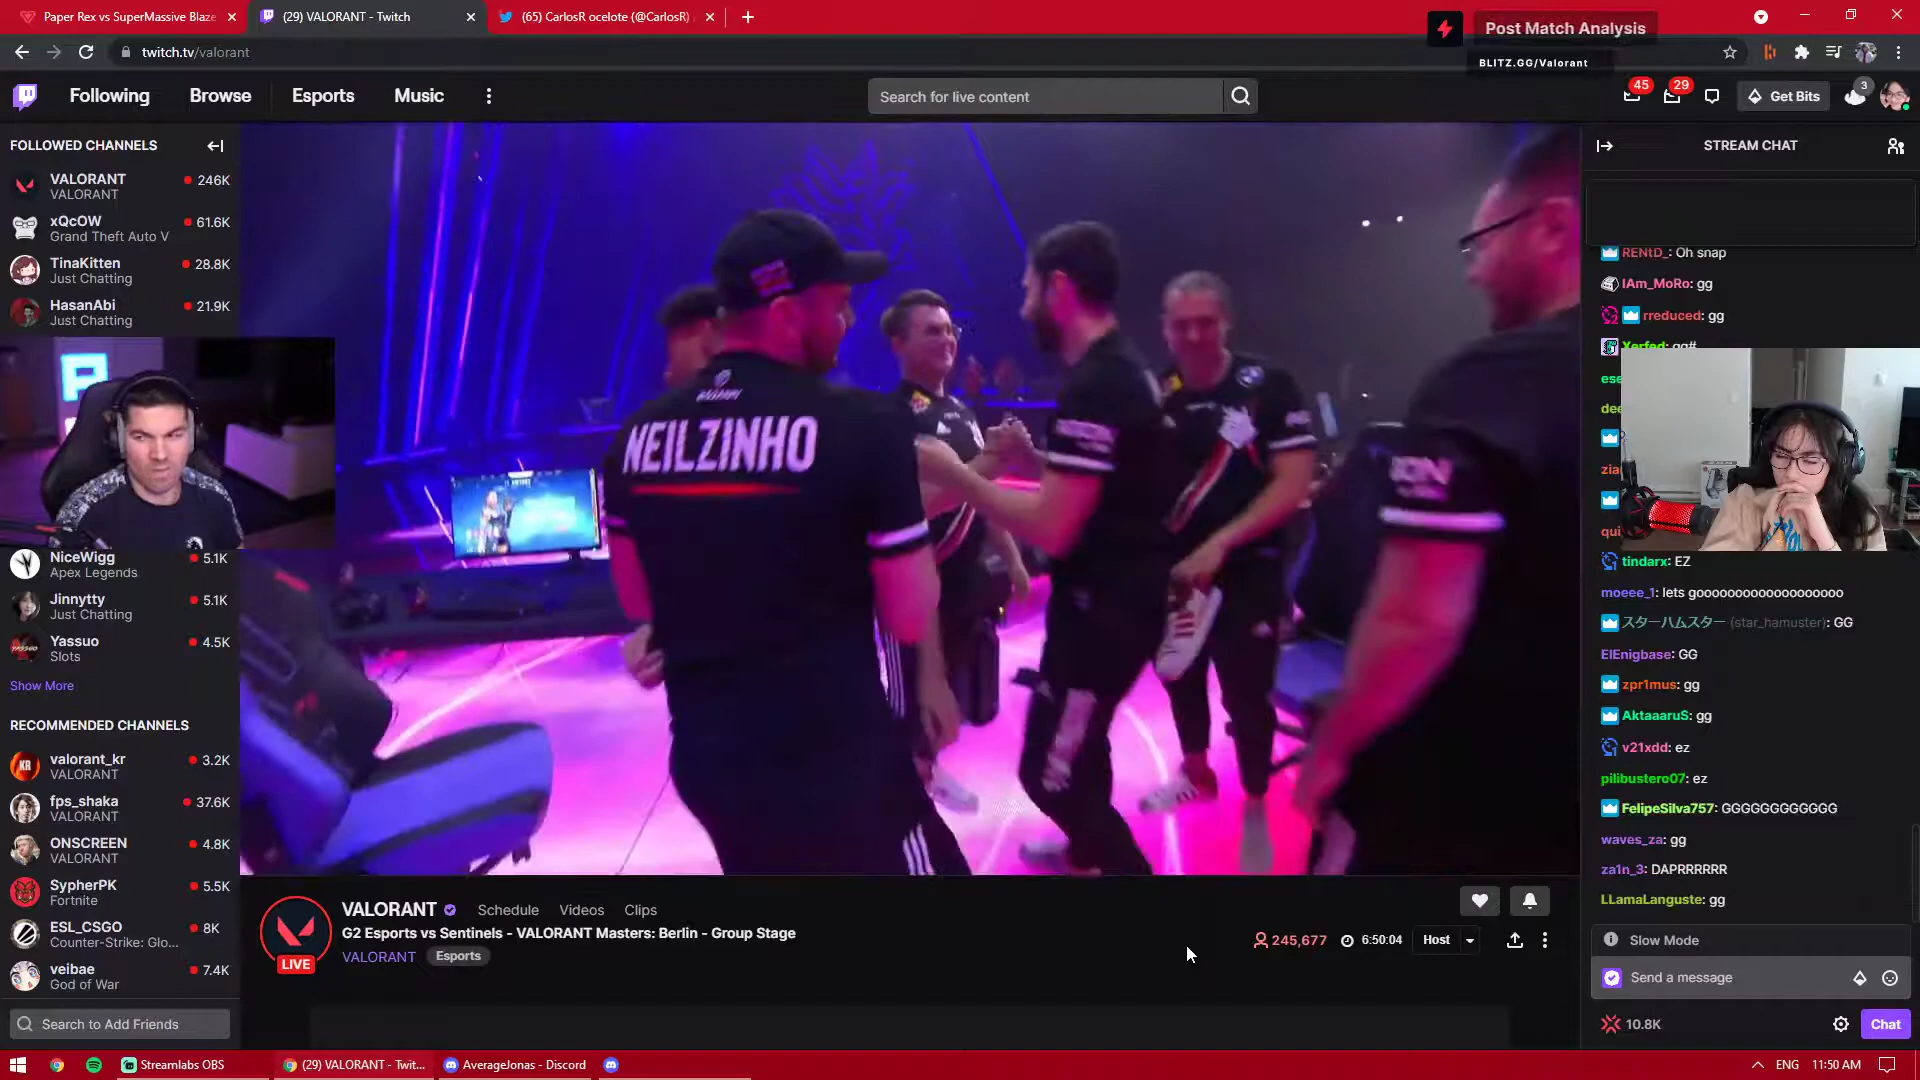 Paper Rex vs SuperMassive Blaze
(29) VALORANT - Twitch
(65) CarlosR ocelote (@CarlosR)
Post Match Analysis
BLITZ.GG/Valorant
twitch.tv/valorant
Following
Browse
Esports
Music
Search for live content
45
29
Get Bits
3
FOLLOWED CHANNELS
VALORANT
246K
VALORANT
xQcOW
61.6K
Grand Theft Auto V
TinaKitten
28.8K
Just Chatting
HasanAbi
21.9K
Just Chatting
NiceWigg
5.1K
Apex Legends
Jinnytty
5.1K
Just Chatting
Yassuo
4.5K
Slots
Show More
RECOMMENDED CHANNELS
valorant_kr
3.2K
VALORANT
fps_shaka
37.6K
VALORANT
ONSCREEN
4.8K
VALORANT
SypherPK
5.5K
Fortnite
ESL_CSGO
8K
Counter-Strike: Glo...
veibae
7.4K
God of War
Search to Add Friends
NEILZINHO
VALORANT
Schedule
Videos
Clips
G2 Esports vs Sentinels - VALORANT Masters: Berlin - Group Stage
VALORANT
Esports
LIVE
245,677
6:50:04
Host
STREAM CHAT
RENtD_: Oh snap
IAm_MoRo: gg
rreduced: gg
Xerfed: gg#
ese
dee
zia
qui
tindarx: EZ
moeee_1: lets gooooooooooooooooooo
スターハムスター (star_hamuster): GG
ElEnigbase: GG
zpr1mus: gg
AktaaaruS: gg
v21xdd: ez
pilibustero07: ez
FelipeSilva757: GGGGGGGGGGGG
waves_za: gg
za1n_3: DAPRRRRRR
LLamaLanguste: gg
Slow Mode
Send a message
10.8K
Chat
Streamlabs OBS
(29) VALORANT - Twit...
AverageJonas - Discord
ENG
11:50 AM